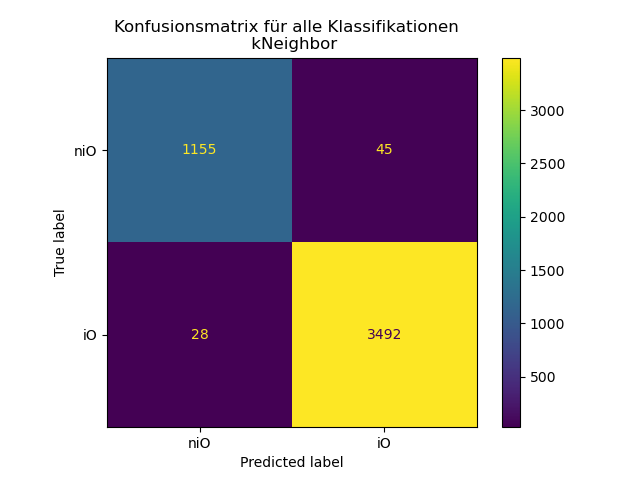 Konfusionsmatrix für alle Klassifikationen
kNeighbor
niO
1155
45
iO
28
3492
niO
iO
True label
Predicted label
3000
2500
2000
1500
1000
500